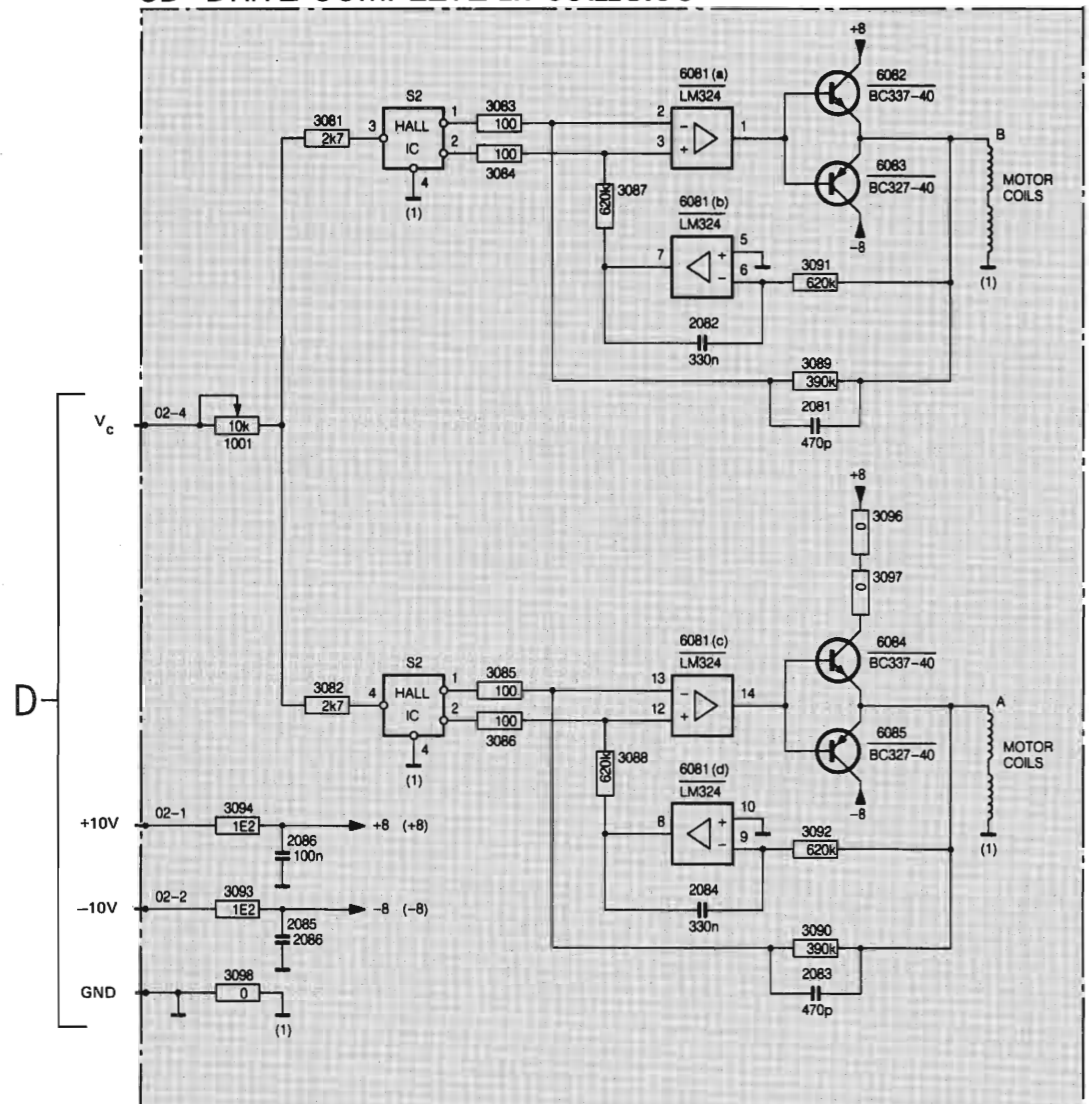 +8
6081 (a)
LM324
6082
BC337-40
S2
HALL
IC
1
2
3
4
(1)
3081
2k7
3083
100
100
3084
2
3
-
+
1
B
6083
BC327-40
MOTOR
COILS
(1)
620k
3087
6081 (b)
LM324
7
+
5
-
6
-8
3091
620k
2082
330n
3089
390k
2081
470p
Vc
02-4
10k
1001
+8
0
3096
0
3097
D
6081 (c)
LM324
6084
BC337-40
S2
HALL
IC
1
2
4
4
(1)
3082
2k7
3085
100
100
3086
13
12
-
+
14
A
6085
BC327-40
MOTOR
COILS
(1)
620k
3088
6081 (d)
LM324
8
+
10
-
9
-8
3092
620k
2084
330n
3090
390k
2083
470p
+10V
02-1
3094
1E2
+8 (+8)
2086
100n
-10V
02-2
3093
1E2
-8 (-8)
2085
2086
GND
3098
0
(1)